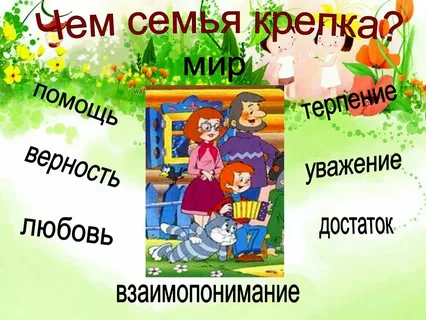 Чем семья крепка?
мир
помощь
терпение
верность
уважение
любовь
достаток
взаимопонимание